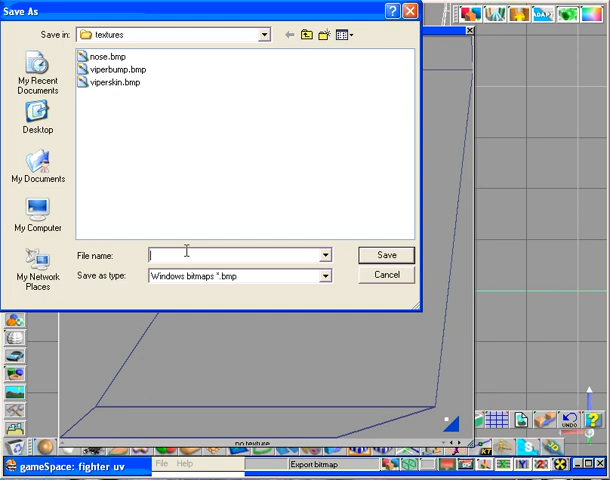 Save As
Save in:
textures
nose.bmp
viperbump.bmp
viperskin.bmp
My Recent
Documents
Desktop
My Documents
My Computer
My Network
Places
File name:
Save
Save as type:
Windows bitmaps *.bmp
Cancel
ADAPT
no texture
UNDO
gameSpace: fighter uv
File Help
Export bitmap